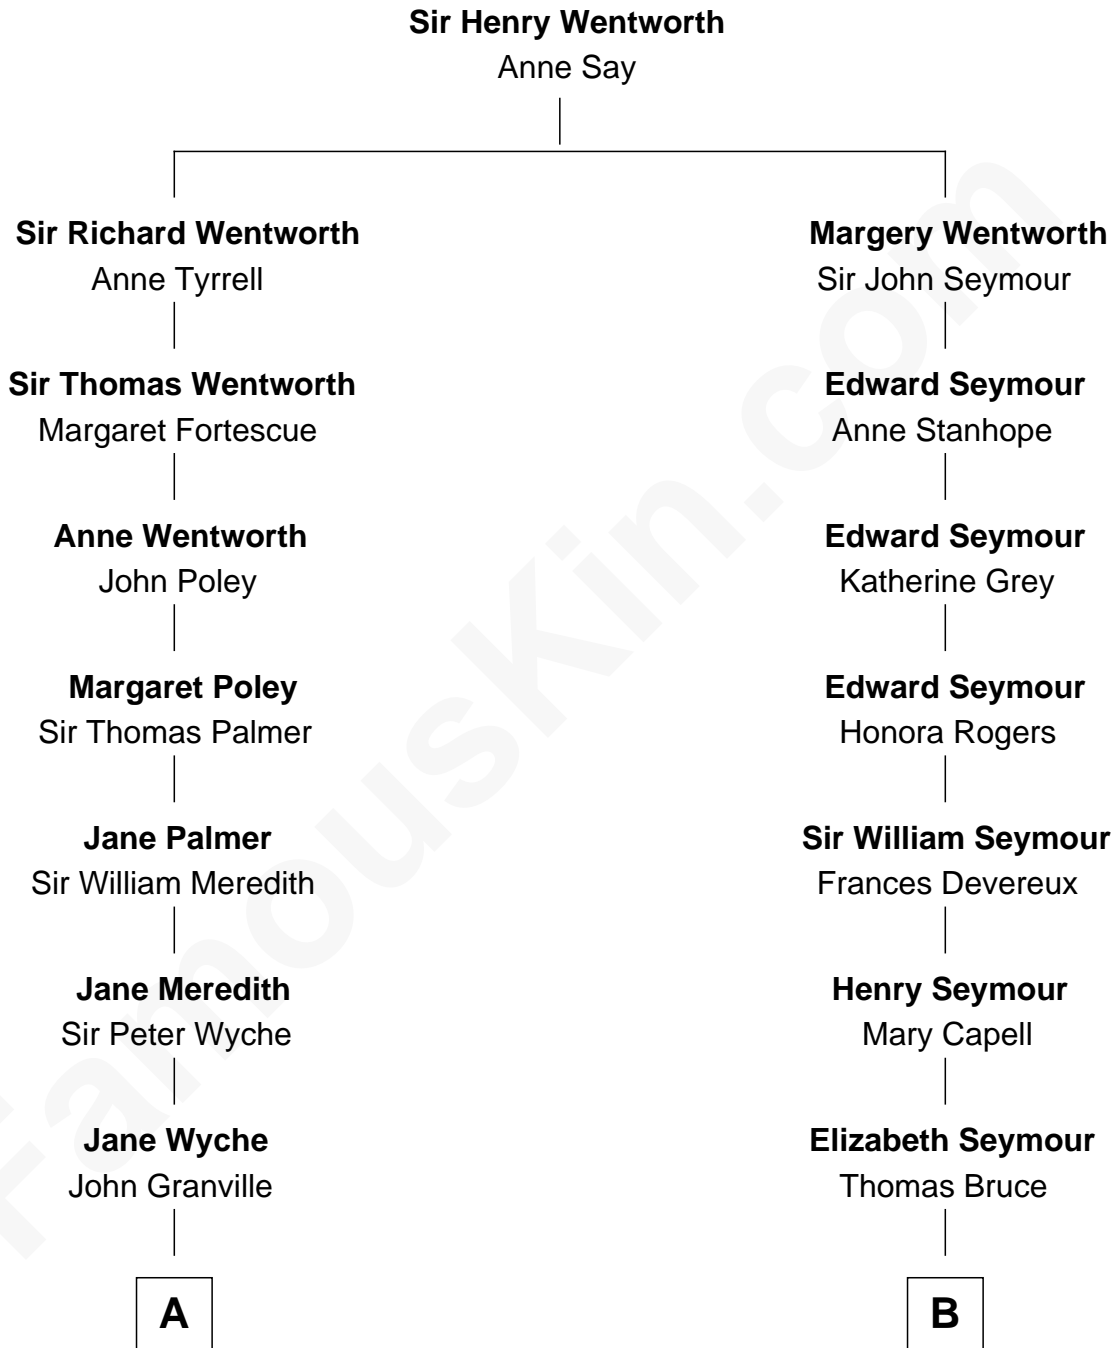 Sir Henry Wentworth
Anne Say
Sir Richard Wentworth
Anne Tyrrell
Margery Wentworth
Sir John Seymour
Sir Thomas Wentworth
Margaret Fortescue
Edward Seymour
Anne Stanhope
Anne Wentworth
John Poley
Edward Seymour
Katherine Grey
Margaret Poley
Sir Thomas Palmer
Edward Seymour
Honora Rogers
Jane Palmer
Sir William Meredith
Sir William Seymour
Frances Devereux
Jane Meredith
Sir Peter Wyche
Henry Seymour
Mary Capell
Jane Wyche
John Granville
Elizabeth Seymour
Thomas Bruce
A
B
FamousKin.com